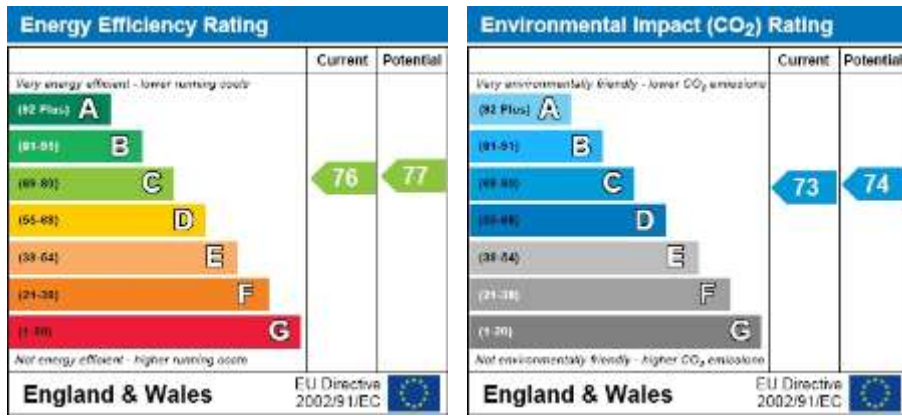 Energy Efficiency Rating
Current Potential
Very energy efficient - lower running costs
(92 Plus) A
(81-91) B
(69-80) C
76 77
(55-68) D
(39-54) E
(21-38) F
(1-20) G
Not energy efficient - higher running costs
England & Wales
EU Directive
2002/91/EC
Environmental Impact (CO₂) Rating
Current Potential
Very environmentally friendly - lower CO₂ emissions
(92 Plus) A
(81-91) B
(69-80) C
73 74
(55-68) D
(39-54) E
(21-38) F
(1-20) G
Not environmentally friendly - higher CO₂ emissions
England & Wales
EU Directive
2002/91/EC